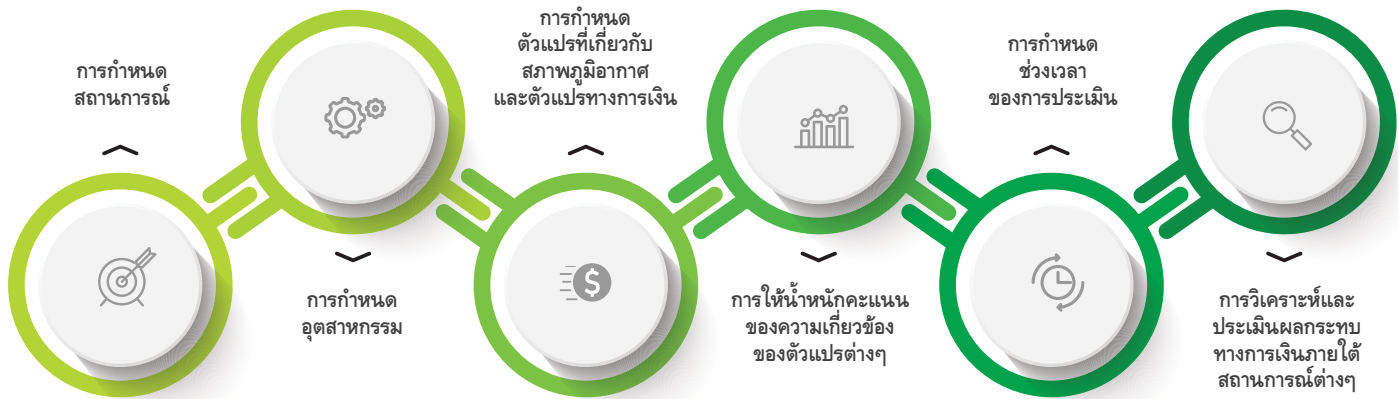 การกำหนด
สถานการณ์
การกำหนด
อุตสาหกรรม
การกำหนด
ตัวแปรที่เกี่ยวกับ
สภาพภูมิอากาศ
และตัวแปรทางการเงิน
การให้น้ำหนักคะแนน
ของความเกี่ยวข้อง
ของตัวแปรต่างๆ
การกำหนด
ช่วงเวลา
ของการประเมิน
การวิเคราะห์และ
ประเมินผลกระทบ
ทางการเงินภายใต้
สถานการณ์ต่างๆ
$